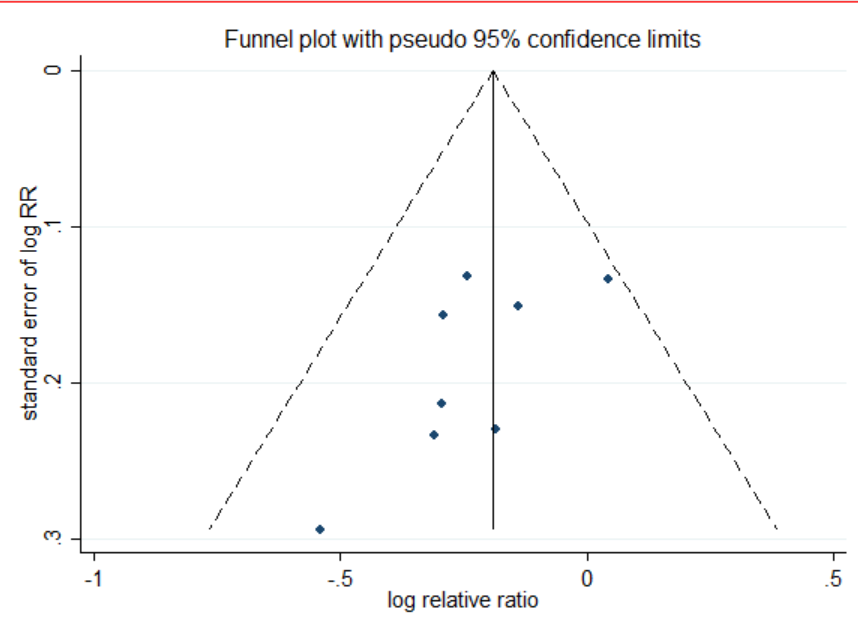 Funnel plot with pseudo 95% confidence limits
0
.1
.2
.3
standard error of log RR
-1
-.5
0
.5
log relative ratio